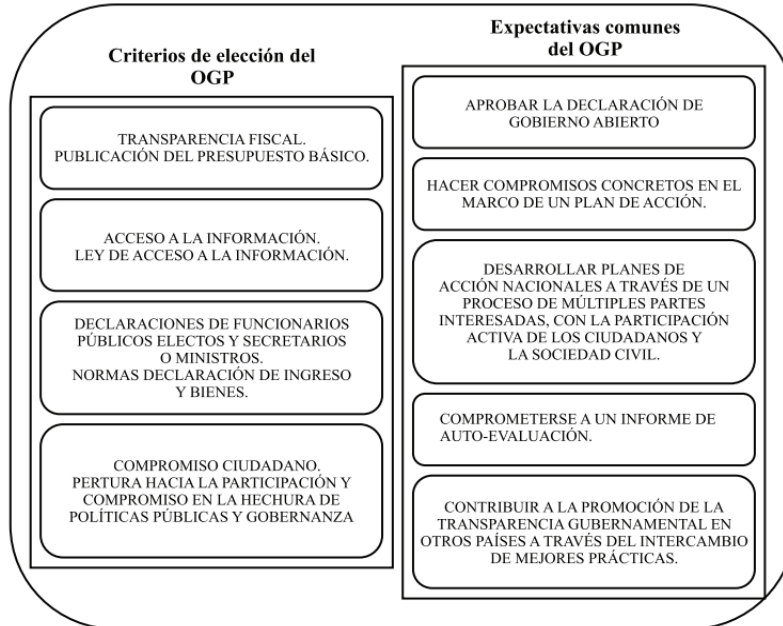 Criterios de elección del
OGP
TRANSPARENCIA FISCAL.
PUBLICACIÓN DEL PRESUPUESTO BÁSICO.
ACCESO A LA INFORMACIÓN.
LEY DE ACCESO A LA INFORMACIÓN.
DECLARACIONES DE FUNCIONARIOS
PÚBLICOS ELECTOS Y SECRETARIOS
O MINISTROS.
NORMAS DECLARACIÓN DE INGRESO
Y BIENES.
COMPROMISO CIUDADANO.
PERTURA HACIA LA PARTICIPACIÓN Y
COMPROMISO EN LA HECHURA DE
POLÍTICAS PÚBLICAS Y GOBERNANZA
Expectativas comunes
del OGP
APROBAR LA DECLARACIÓN DE
GOBIERNO ABIERTO
HACER COMPROMISOS CONCRETOS EN EL
MARCO DE UN PLAN DE ACCIÓN.
DESARROLLAR PLANES DE
ACCIÓN NACIONALES A TRAVÉS DE UN
PROCESO DE MÚLTIPLES PARTES
INTERESADAS, CON LA PARTICIPACIÓN
ACTIVA DE LOS CIUDADANOS Y
LA SOCIEDAD CIVIL.
COMPROMETERSE A UN INFORME DE
AUTO-EVALUACIÓN.
CONTRIBUIR A LA PROMOCIÓN DE LA
TRANSPARENCIA GUBERNAMENTAL EN
OTROS PAÍSES A TRAVÉS DEL INTERCAMBIO
DE MEJORES PRÁCTICAS.